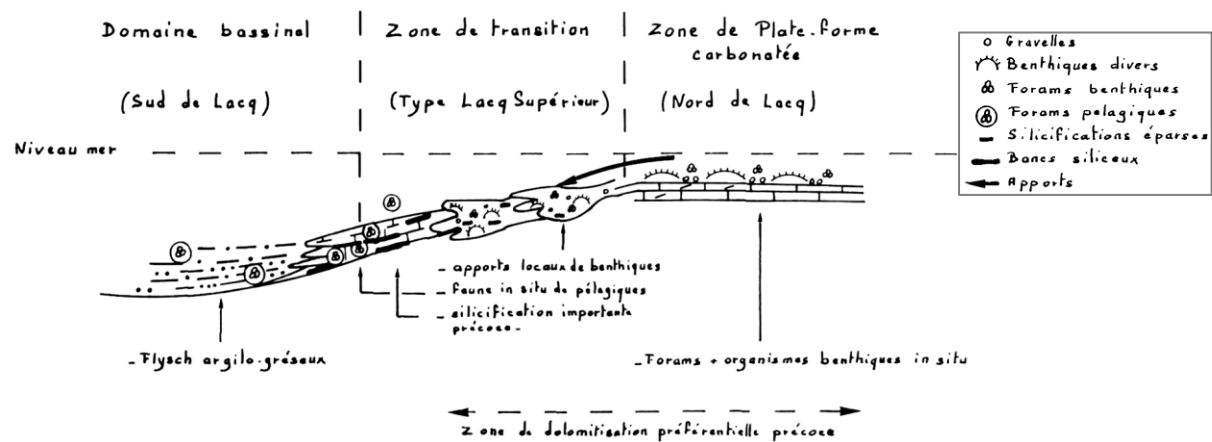 Domaine bassinal
(Sud de Lacq)
Zone de transition
(Type Lacq Supérieur)
Zone de Plate-forme
carbonatée
(Nord de Lacq)
Gravelles
Benthiques divers
Forams benthiques
Forams pelagiques
Silicifications éparses
Bancs siliceux
Apports
Niveau mer
- apports locaux de benthiques
- faune in situ de pélagiques
- silicification importante
précoce -
- Flysch argilo-gréseux
- Forams + organismes benthiques in situ
Zone de dolomitisation préférentielle précoce